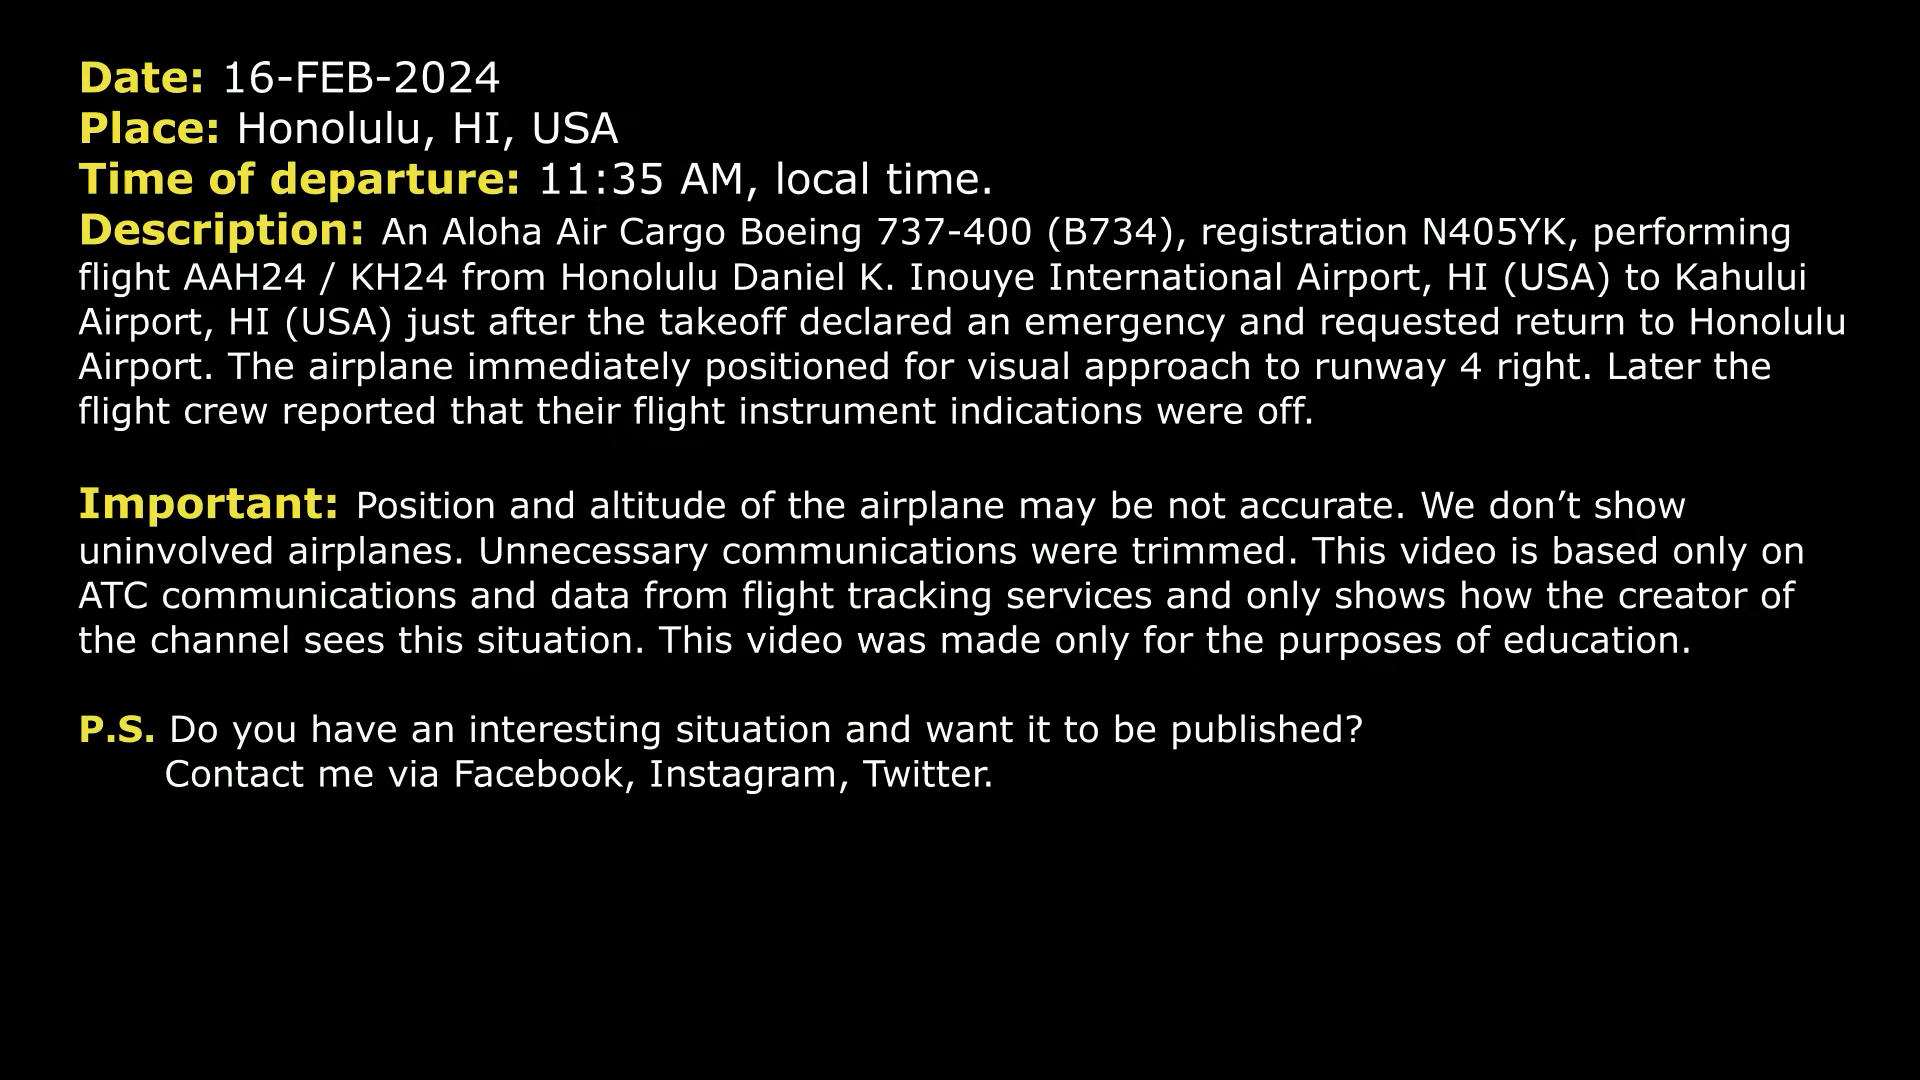 Date: 16-FEB-2024
Place: Honolulu, HI, USA
Time of departure: 11:35 AM, local time.
Description: An Aloha Air Cargo Boeing 737-400 (B734), registration N405YK, performing
flight AAH24 / KH24 from Honolulu Daniel K. Inouye International Airport, HI (USA) to Kahului
Airport, HI (USA) just after the takeoff declared an emergency and requested return to Honolulu
Airport. The airplane immediately positioned for visual approach to runway 4 right. Later the
flight crew reported that their flight instrument indications were off.
Important: Position and altitude of the airplane may be not accurate. We don’t show
uninvolved airplanes. Unnecessary communications were trimmed. This video is based only on
ATC communications and data from flight tracking services and only shows how the creator of
the channel sees this situation. This video was made only for the purposes of education.
P.S. Do you have an interesting situation and want it to be published?
Contact me via Facebook, Instagram, Twitter.